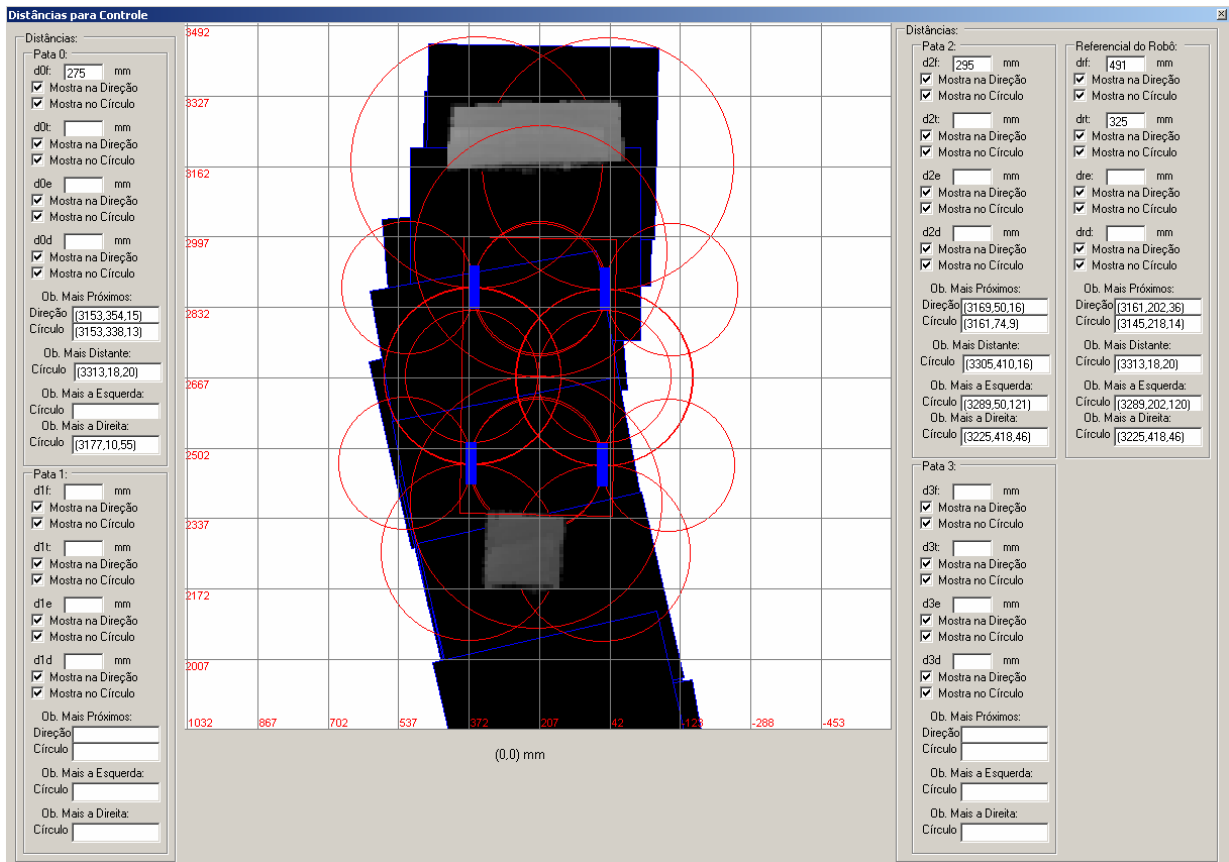 Distâncias para Controle
Distâncias:
Pata 0:
d0f: 275 mm
Mostra na Direção
Mostra no Círculo
d0t: mm
Mostra na Direção
Mostra no Círculo
d0e mm
Mostra na Direção
Mostra no Círculo
d0d mm
Mostra na Direção
Mostra no Círculo
Ob. Mais Próximos:
Direção (3153,354,15)
Círculo (3153,338,13)
Ob. Mais Distante:
Círculo (3313,18,20)
Ob. Mais a Esquerda:
Círculo
Ob. Mais a Direita:
Círculo (3177,10,55)
Pata 1:
d1f: mm
Mostra na Direção
Mostra no Círculo
d1t: mm
Mostra na Direção
Mostra no Círculo
d1e mm
Mostra na Direção
Mostra no Círculo
d1d mm
Mostra na Direção
Mostra no Círculo
Ob. Mais Próximos:
Direção
Círculo
Ob. Mais a Esquerda:
Círculo
Ob. Mais a Direita:
Círculo
3492
3327
3162
2997
2832
2667
2502
2337
2172
2007
1032 867 702 537 372 207 42 -123 -288 -453
(0,0) mm
Distâncias:
Pata 2:
d2f: 295 mm
Mostra na Direção
Mostra no Círculo
d2t: mm
Mostra na Direção
Mostra no Círculo
d2e mm
Mostra na Direção
Mostra no Círculo
d2d mm
Mostra na Direção
Mostra no Círculo
Ob. Mais Próximos:
Direção (3169,50,16)
Círculo (3161,74,9)
Ob. Mais Distante:
Círculo (3305,410,16)
Ob. Mais a Esquerda:
Círculo (3289,50,121)
Ob. Mais a Direita:
Círculo (3225,418,46)
Referencial do Robô:
drf: 491 mm
Mostra na Direção
Mostra no Círculo
drt: 325 mm
Mostra na Direção
Mostra no Círculo
dre: mm
Mostra na Direção
Mostra no Círculo
drd: mm
Mostra na Direção
Mostra no Círculo
Ob. Mais Próximos:
Direção (3161,202,36)
Círculo (3145,218,14)
Ob. Mais Distante:
Círculo (3313,18,20)
Ob. Mais a Esquerda:
Círculo (3289,202,120)
Ob. Mais a Direita:
Círculo (3225,418,46)
Pata 3:
d3f: mm
Mostra na Direção
Mostra no Círculo
d3t: mm
Mostra na Direção
Mostra no Círculo
d3e mm
Mostra na Direção
Mostra no Círculo
d3d mm
Mostra na Direção
Mostra no Círculo
Ob. Mais Próximos:
Direção
Círculo
Ob. Mais a Esquerda:
Círculo
Ob. Mais a Direita:
Círculo